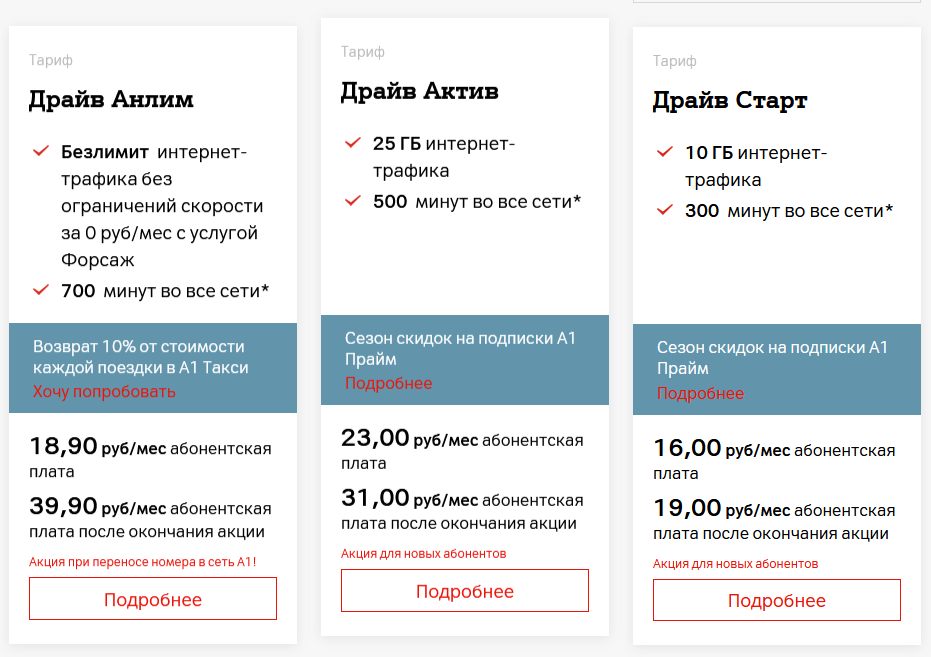 Тариф
Драйв Анлим
Безлимит интернет-
трафика без
ограничений скорости
за 0 руб/мес с услугой
Форсаж
700 минут во все сети*
Возврат 10% от стоимости
каждой поездки в А1 Такси
Хочу попробовать
18,90 руб/мес абонентская
плата
39,90 руб/мес абонентская
плата после окончания акции
Акция при переносе номера в сеть А1!
Подробнее
Тариф
Драйв Актив
25 ГБ интернет-
трафика
500 минут во все сети*
Сезон скидок на подписки А1
Прайм
Подробнее
23,00 руб/мес абонентская
плата
31,00 руб/мес абонентская
плата после окончания акции
Акция для новых абонентов
Подробнее
Тариф
Драйв Старт
10 ГБ интернет-
трафика
300 минут во все сети*
Сезон скидок на подписки А1
Прайм
Подробнее
16,00 руб/мес абонентская
плата
19,00 руб/мес абонентская
плата после окончания акции
Акция для новых абонентов
Подробнее